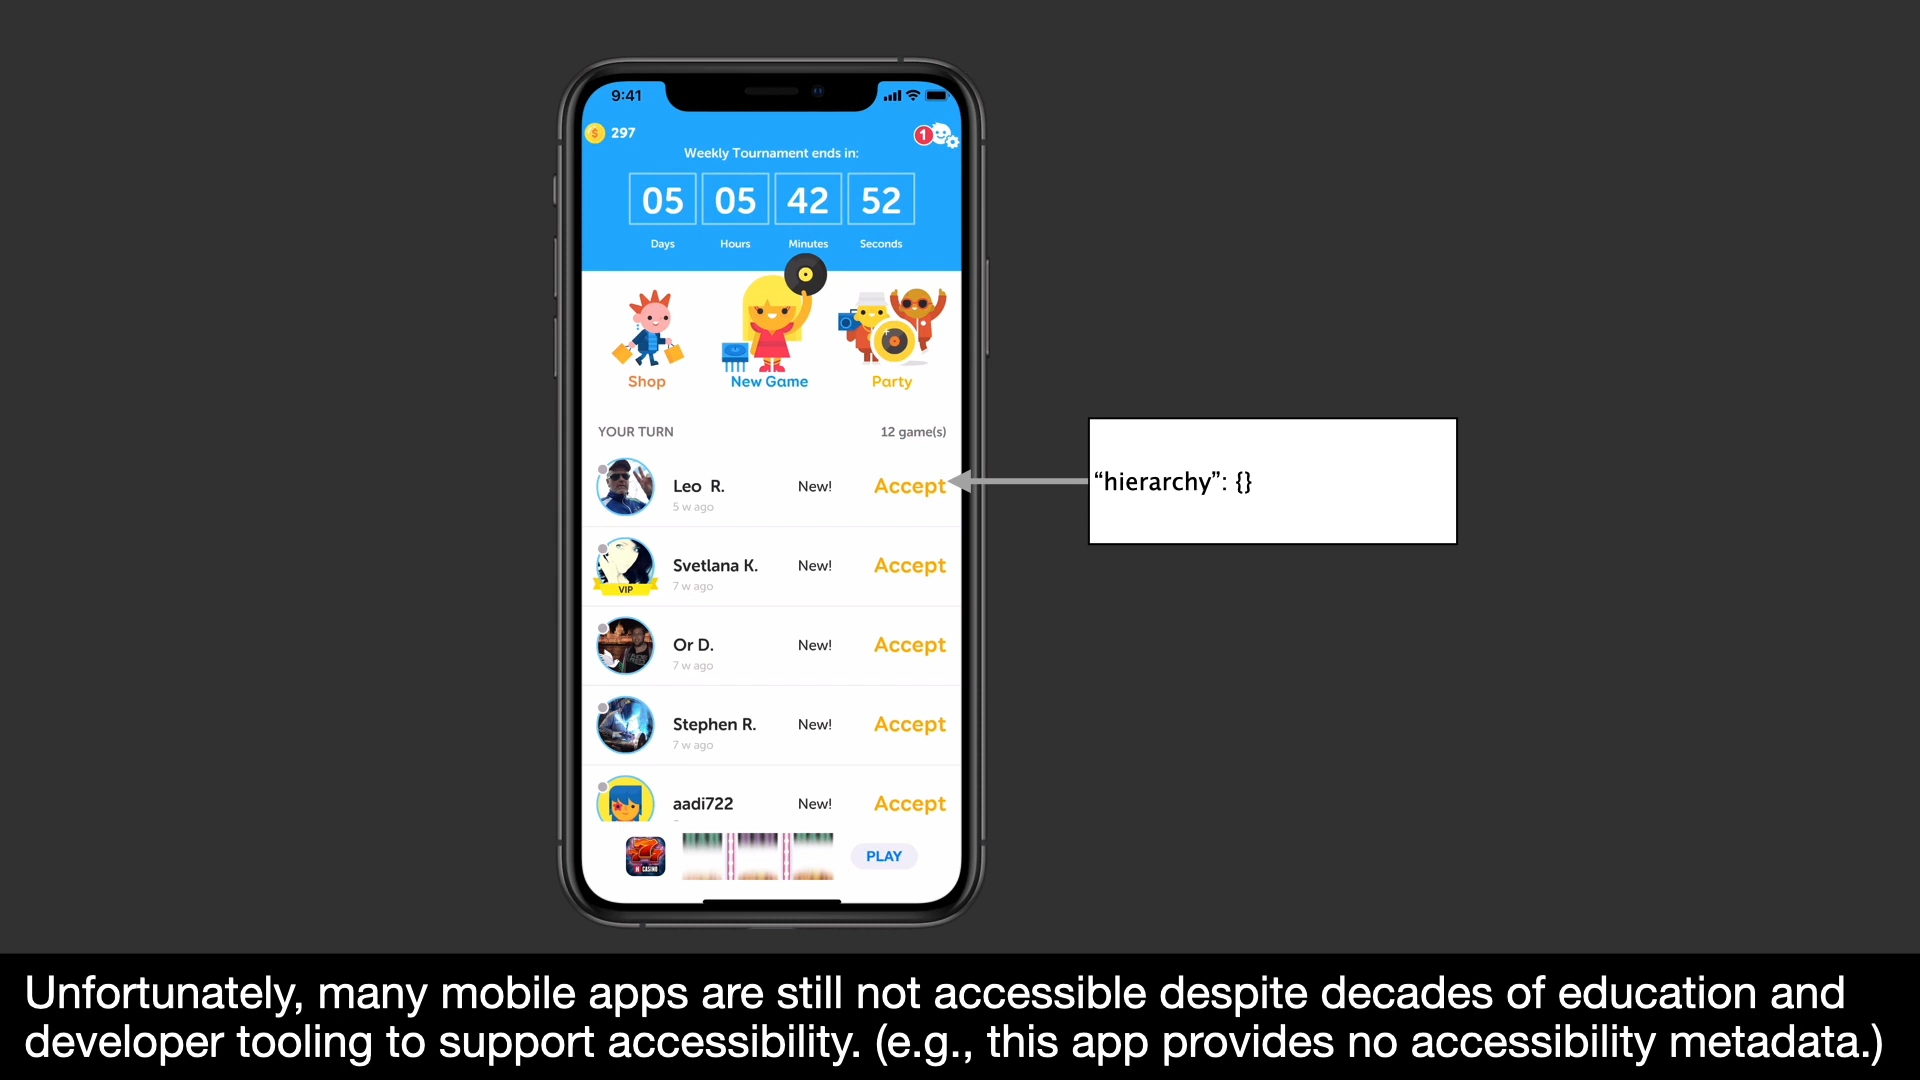 9:41
297
1
Weekly Tournament ends in:
05 05 42 52
Days Hours Minutes Seconds
Shop New Game Party
YOUR TURN 12 game(s)
Leo R. New! Accept
5 w ago
“hierarchy”: {}
Svetlana K. New! Accept
7 w ago
VIP
Or D. New! Accept
7 w ago
Stephen R. New! Accept
7 w ago
aadi722 New! Accept
777
CASINO
PLAY
Unfortunately, many mobile apps are still not accessible despite decades of education and
developer tooling to support accessibility. (e.g., this app provides no accessibility metadata.)